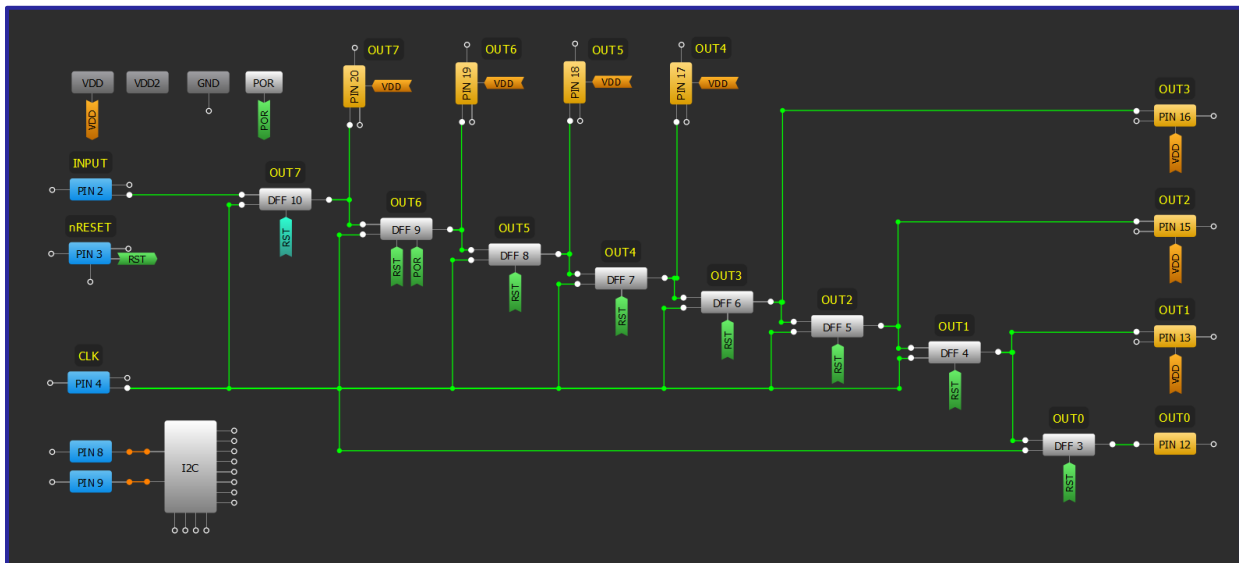 OUT7
OUT6
OUT5
OUT4
VDD
VDD2
GND
POR
PIN 20
VDD
PIN 19
VDD
PIN 18
VDD
PIN 17
VDD
OUT3
PIN 16
VDD
VDD
POR
INPUT
PIN 2
OUT7
DFF 10
RST
OUT6
DFF 9
RST
POR
OUT5
DFF 8
RST
OUT4
DFF 7
RST
OUT3
DFF 6
RST
OUT2
DFF 5
RST
OUT1
DFF 4
RST
OUT2
PIN 15
VDD
nRESET
PIN 3
RST
OUT1
PIN 13
VDD
CLK
PIN 4
OUT0
DFF 3
RST
OUT0
PIN 12
PIN 8
PIN 9
I2C